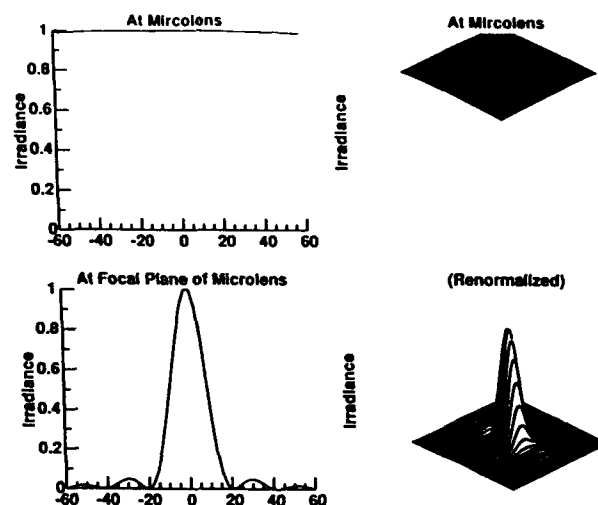 At Mircolens
1
0.8
0.6
0.4
0.2
0
Irradiance
-60 -40 -20 0 20 40 60
At Mircolens
Irradiance
At Focal Plane of Microlens
1
0.8
0.6
0.4
0.2
0
Irradiance
-60 -40 -20 0 20 40 60
(Renormalized)
Irradiance